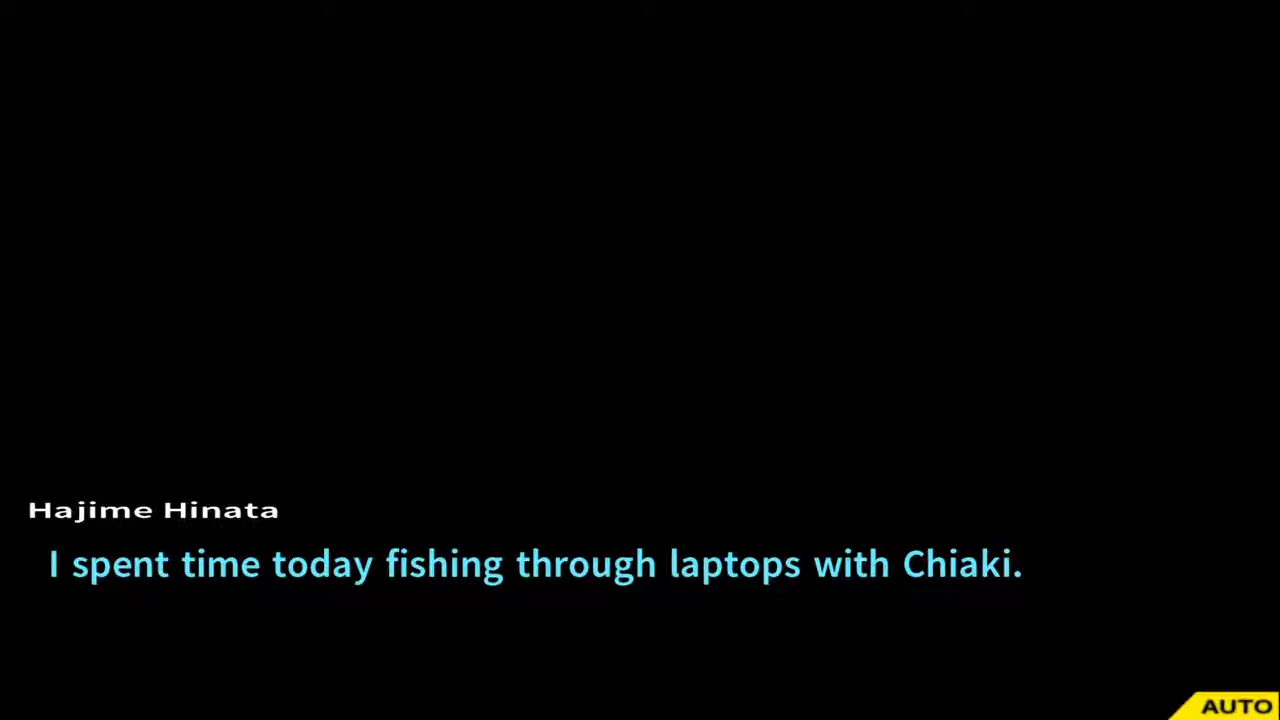 Hajime Hinata
I spent time today fishing through laptops with Chiaki.
AUTO